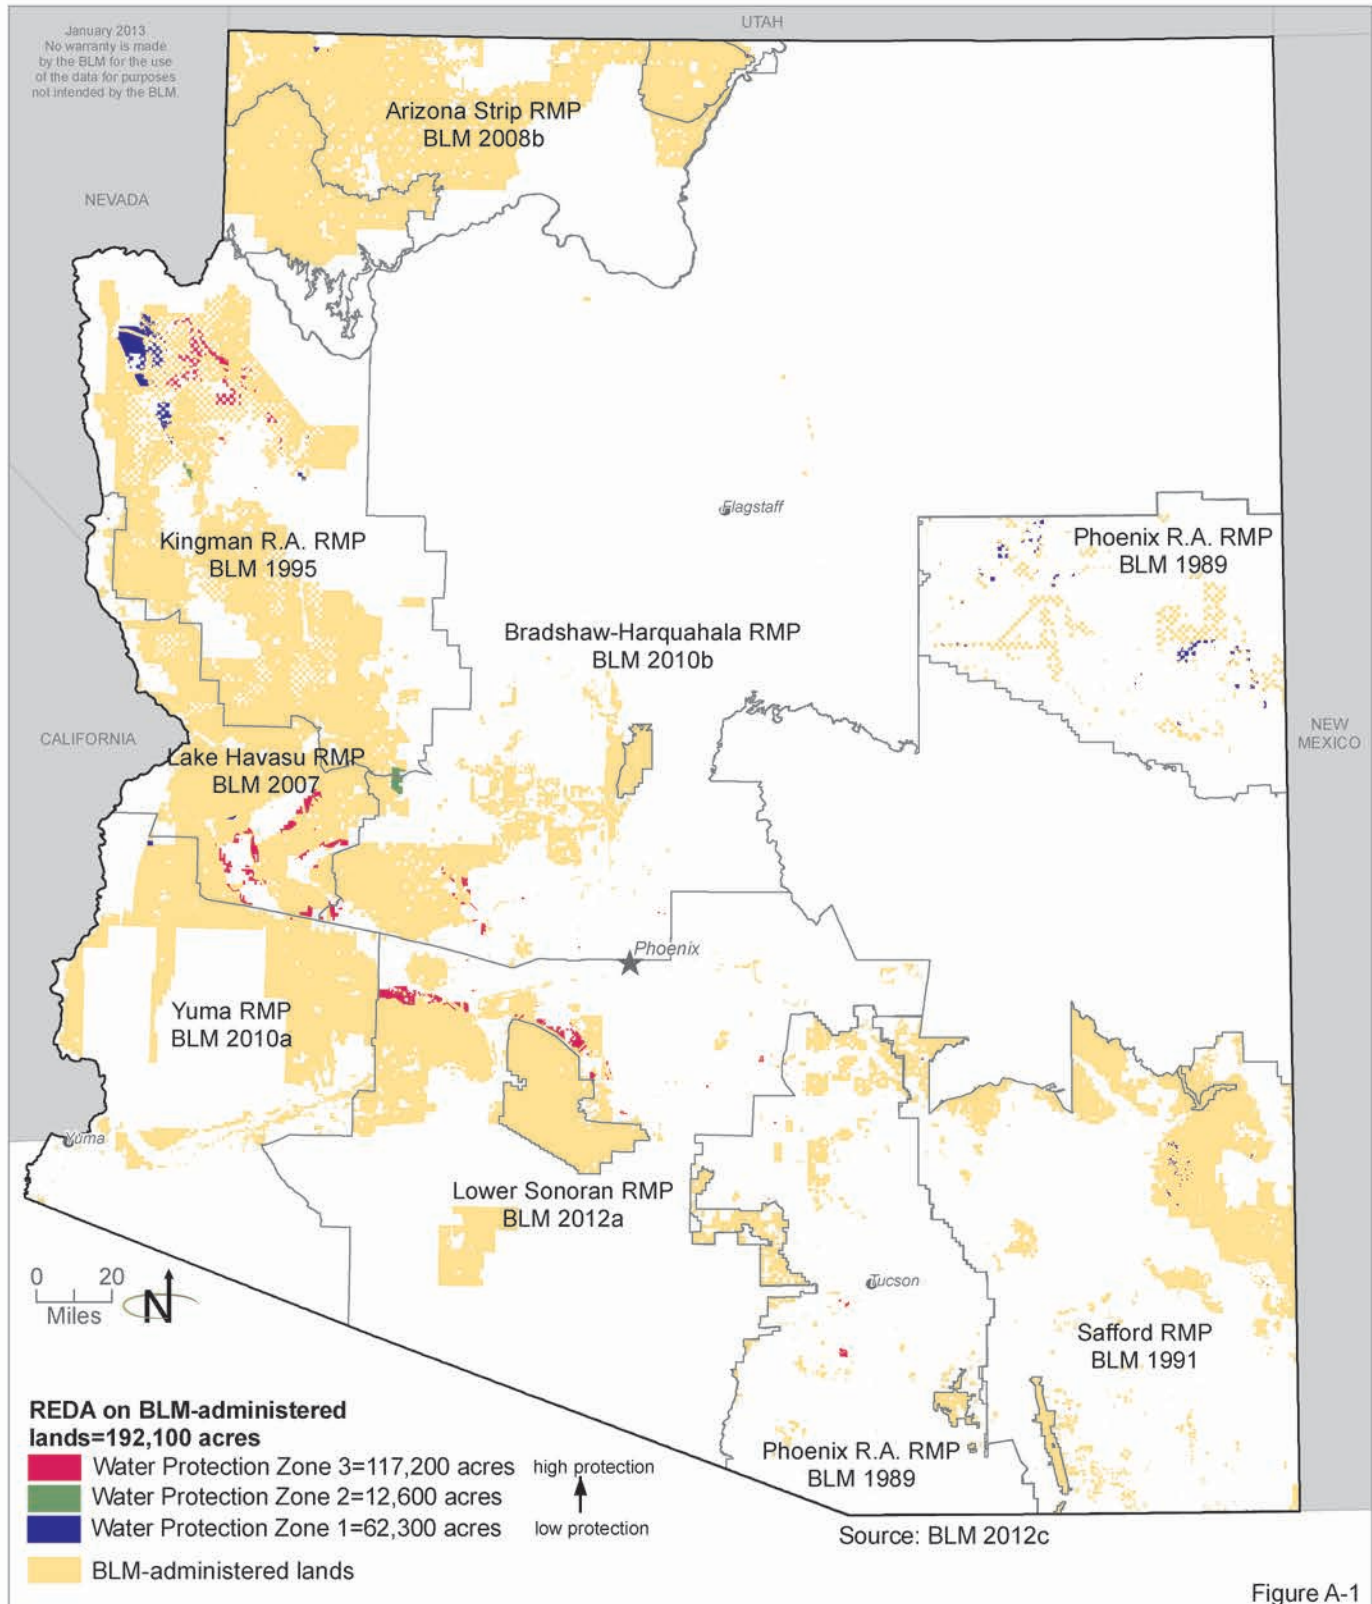 January 2013
No warranty is made
by the BLM for the use
of the data for purposes
not intended by the BLM.
UTAH
Arizona Strip RMP
BLM 2008b
NEVADA
Flagstaff
Kingman R.A. RMP
BLM 1995
Phoenix R.A. RMP
BLM 1989
Bradshaw-Harquahala RMP
BLM 2010b
CALIFORNIA
NEW
MEXICO
Lake Havasu RMP
BLM 2007
Phoenix
Yuma RMP
BLM 2010a
Yuma
Lower Sonoran RMP
BLM 2012a
Tucson
0 20
Miles
N
Safford RMP
BLM 1991
Phoenix R.A. RMP
BLM 1989
REDA on BLM-administered
lands=192,100 acres
Water Protection Zone 3=117,200 acres high protection
Water Protection Zone 2=12,600 acres
Water Protection Zone 1=62,300 acres low protection
BLM-administered lands
Source: BLM 2012c
Figure A-1